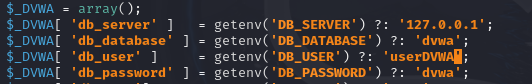 $_DVWA = array();
$_DVWA[ 'db_server' ]   = getenv('DB_SERVER') ?: '127.0.0.1';
$_DVWA[ 'db_database' ] = getenv('DB_DATABASE') ?: 'dvwa';
$_DVWA[ 'db_user' ]     = getenv('DB_USER') ?: 'userDVWA';
$_DVWA[ 'db_password' ] = getenv('DB_PASSWORD') ?: 'dvwa';